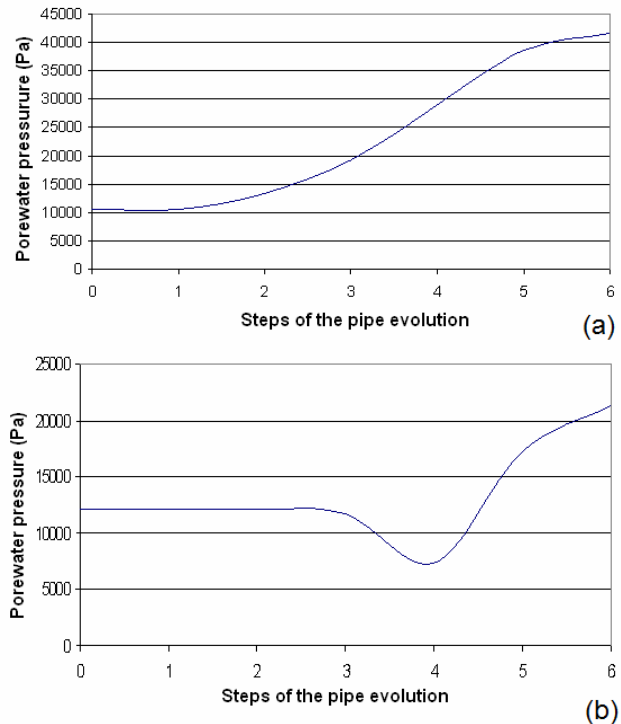 Porewater pressurure (Pa)
45000
40000
35000
30000
25000
20000
15000
10000
5000
0
0 1 2 3 4 5 6
Steps of the pipe evolution
(a)
Porewater pressure (Pa)
25000
20000
15000
10000
5000
0
0 1 2 3 4 5 6
Steps of the pipe evolution
(b)